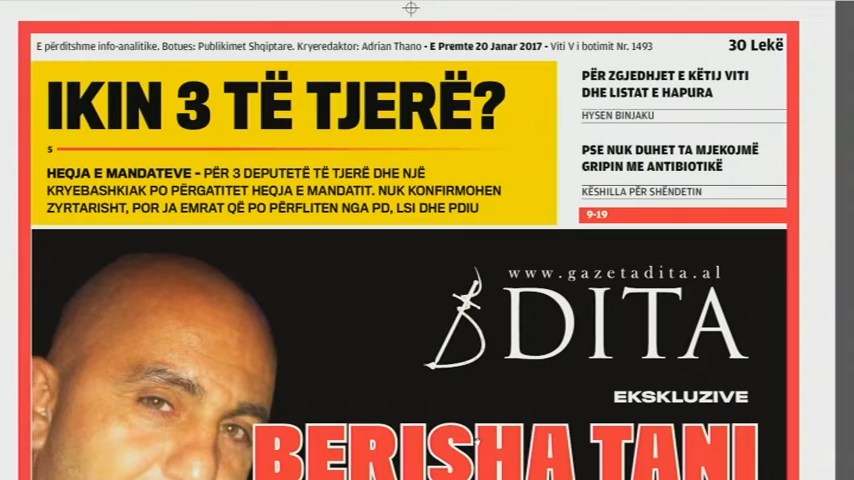 E përditshme info-analitike. Botues: Publikimet Shqiptare. Kryeredaktor: Adrian Thano - E Premte 20 Janar 2017 - Viti V i botimit Nr. 1493
30 Lekë
IKIN 3 TË TJERË?
5
HEQJA E MANDATEVE - PËR 3 DEPUTETË TË TJERË DHE NJË
KRYEBASHKIAK PO PËRGATITET HEQJA E MANDATIT. NUK KONFIRMOHEN
ZYRTARISHT, POR JA EMRAT QË PO PËRFLITEN NGA PD, LSI DHE PDIU
PËR ZGJEDHJET E KËTIJ VITI
DHE LISTAT E HAPURA
HYSEN BINJAKU
PSE NUK DUHET TA MJEKOJMË
GRIPIN ME ANTIBIOTIKË
KËSHILLA PËR SHËNDETIN
9-19
www.gazetadita.al
DITA
EKSKLUZIVE
BERISHA TANI